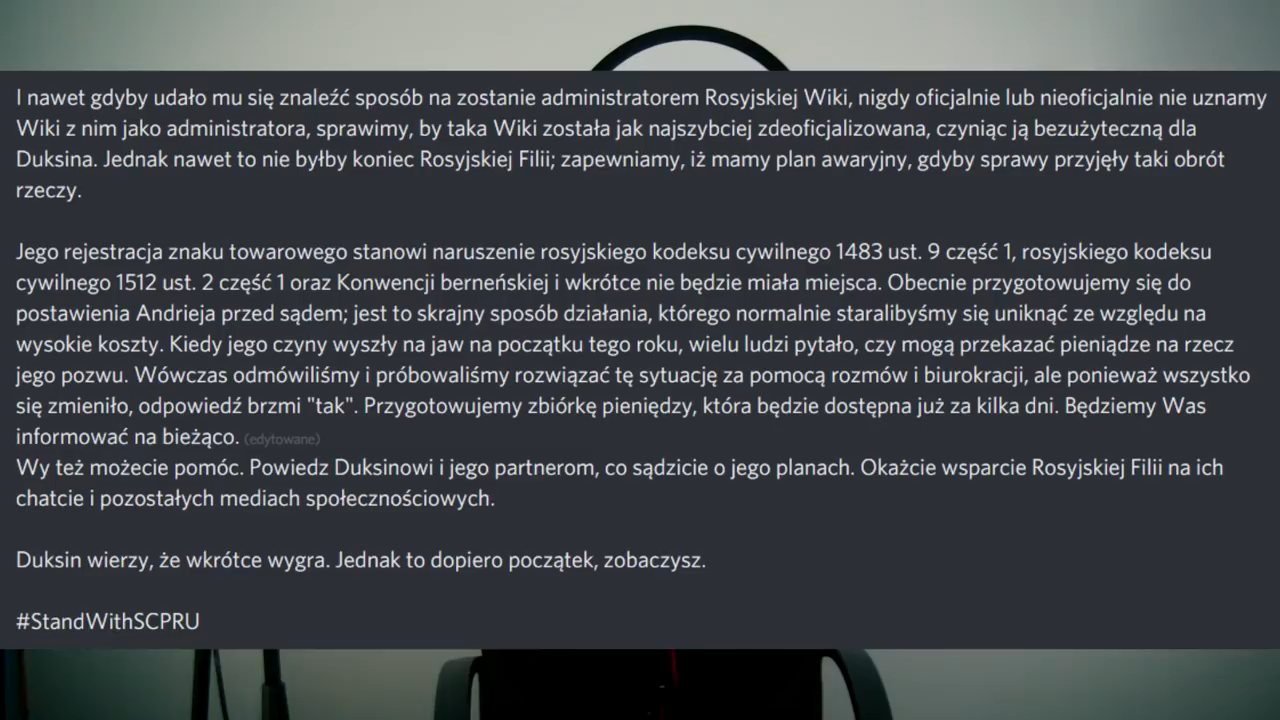 I nawet gdyby udało mu się znaleźć sposób na zostanie administratorem Rosyjskiej Wiki, nigdy oficjalnie lub nieoficjalnie nie uznamy
Wiki z nim jako administratora, sprawimy, by taka Wiki została jak najszybciej zdeoficjalizowana, czyniąc ją bezużyteczną dla
Duksina. Jednak nawet to nie byłby koniec Rosyjskiej Filii; zapewniamy, iż mamy plan awaryjny, gdyby sprawy przyjęły taki obrót
rzeczy.
Jego rejestracja znaku towarowego stanowi naruszenie rosyjskiego kodeksu cywilnego 1483 ust. 9 część 1, rosyjskiego kodeksu
cywilnego 1512 ust. 2 część 1 oraz Konwencji berneńskiej i wkrótce nie będzie miała miejsca. Obecnie przygotowujemy się do
postawienia Andrieja przed sądem; jest to skrajny sposób działania, którego normalnie staralibyśmy się uniknąć ze względu na
wysokie koszty. Kiedy jego czyny wyszły na jaw na początku tego roku, wielu ludzi pytało, czy mogą przekazać pieniądze na rzecz
jego pozwu. Wówczas odmówiliśmy i próbowaliśmy rozwiązać tę sytuację za pomocą rozmów i biurokracji, ale ponieważ wszystko
się zmieniło, odpowiedź brzmi "tak". Przygotowujemy zbiórkę pieniędzy, która będzie dostępna już za kilka dni. Będziemy Was
informować na bieżąco. (edytowane)
Wy też możecie pomóc. Powiedz Duksinowi i jego partnerom, co sądzicie o jego planach. Okażcie wsparcie Rosyjskiej Filii na ich
chatcie i pozostałych mediach społecznościowych.
Duksin wierzy, że wkrótce wygra. Jednak to dopiero początek, zobaczysz.
#StandWithSCPRU